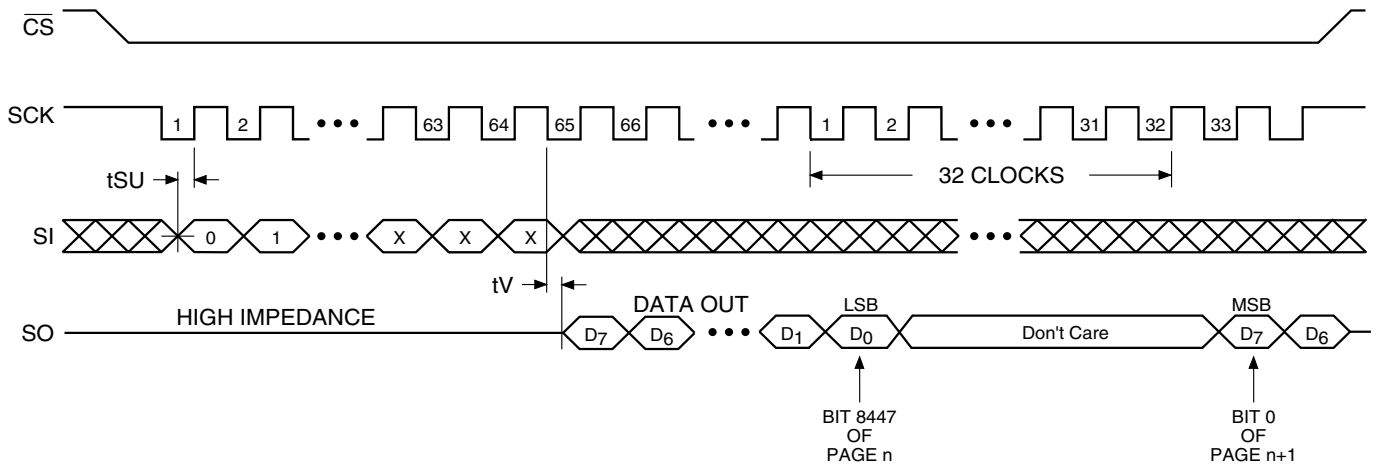 CS
SCK 1 2 ••• 63 64 65 66 ••• 1 2 ••• 31 32 33
tSU
32 CLOCKS
SI 0 1 ••• X X X •••
tV
HIGH IMPEDANCE
DATA OUT
LSB
MSB
SO D7 D6 ••• D1 D0 Don't Care D7 D6
BIT 8447
OF
PAGE n
BIT 0
OF
PAGE n+1